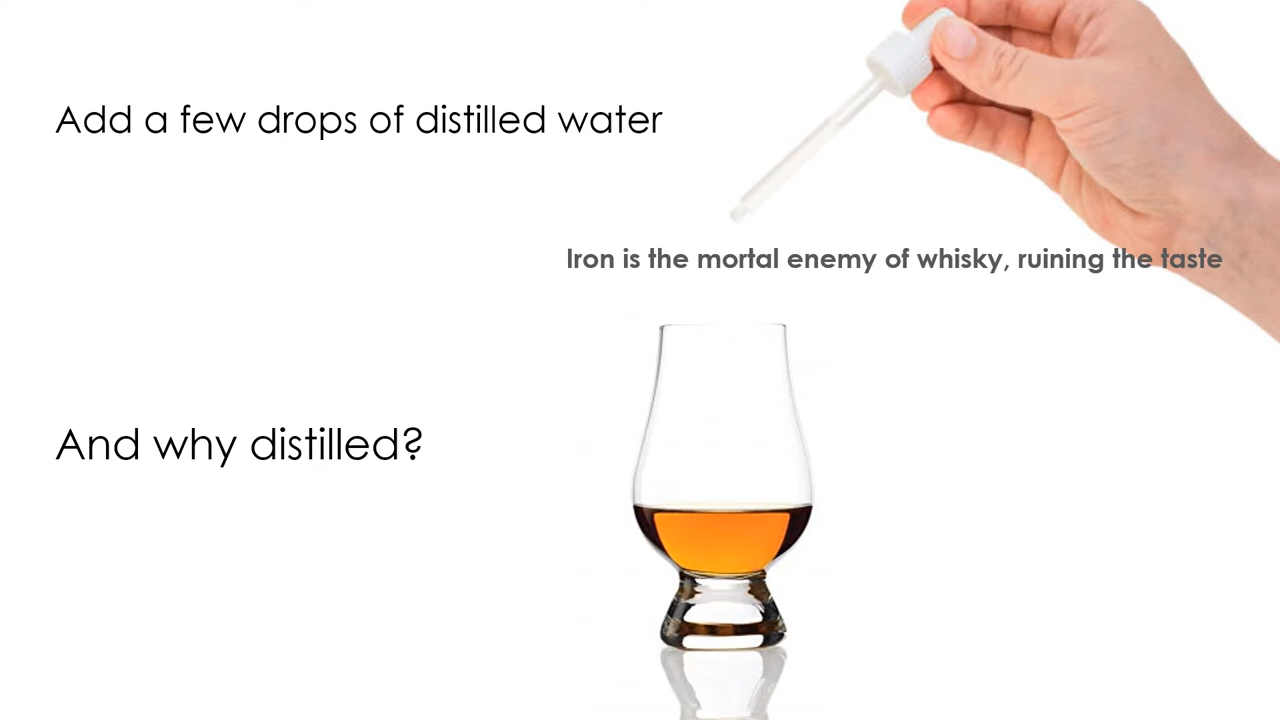 Add a few drops of distilled water
Iron is the mortal enemy of whisky, ruining the taste
And why distilled?